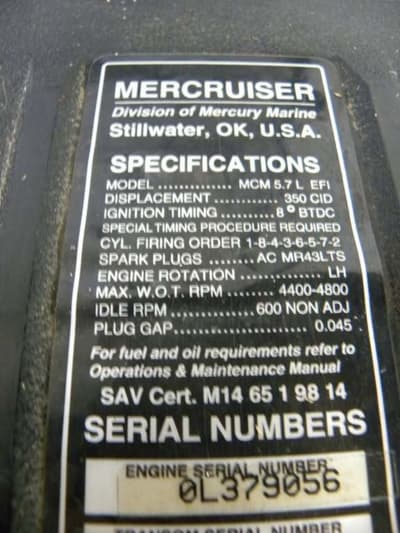 MERCRUISER
Division of Mercury Marine
Stillwater, OK, U.S.A.
SPECIFICATIONS
MODEL .............. MCM 5.7 L EFI
DISPLACEMENT ............ 350 CID
IGNITION TIMING .......... 8° BTDC
SPECIAL TIMING PROCEDURE REQUIRED
CYL. FIRING ORDER 1-8-4-3-6-5-7-2
SPARK PLUGS ....... AC MR43LTS
ENGINE ROTATION .............. LH
MAX. W.O.T. RPM ....... 4400-4800
IDLE RPM ............. 600 NON ADJ
PLUG GAP .................... 0.045
For fuel and oil requirements refer to
Operations & Maintenance Manual
SAV Cert. M14 65 1 98 14
SERIAL NUMBERS
ENGINE SERIAL NUMBER
0L379056
TRANSOM SERIAL NUMBER